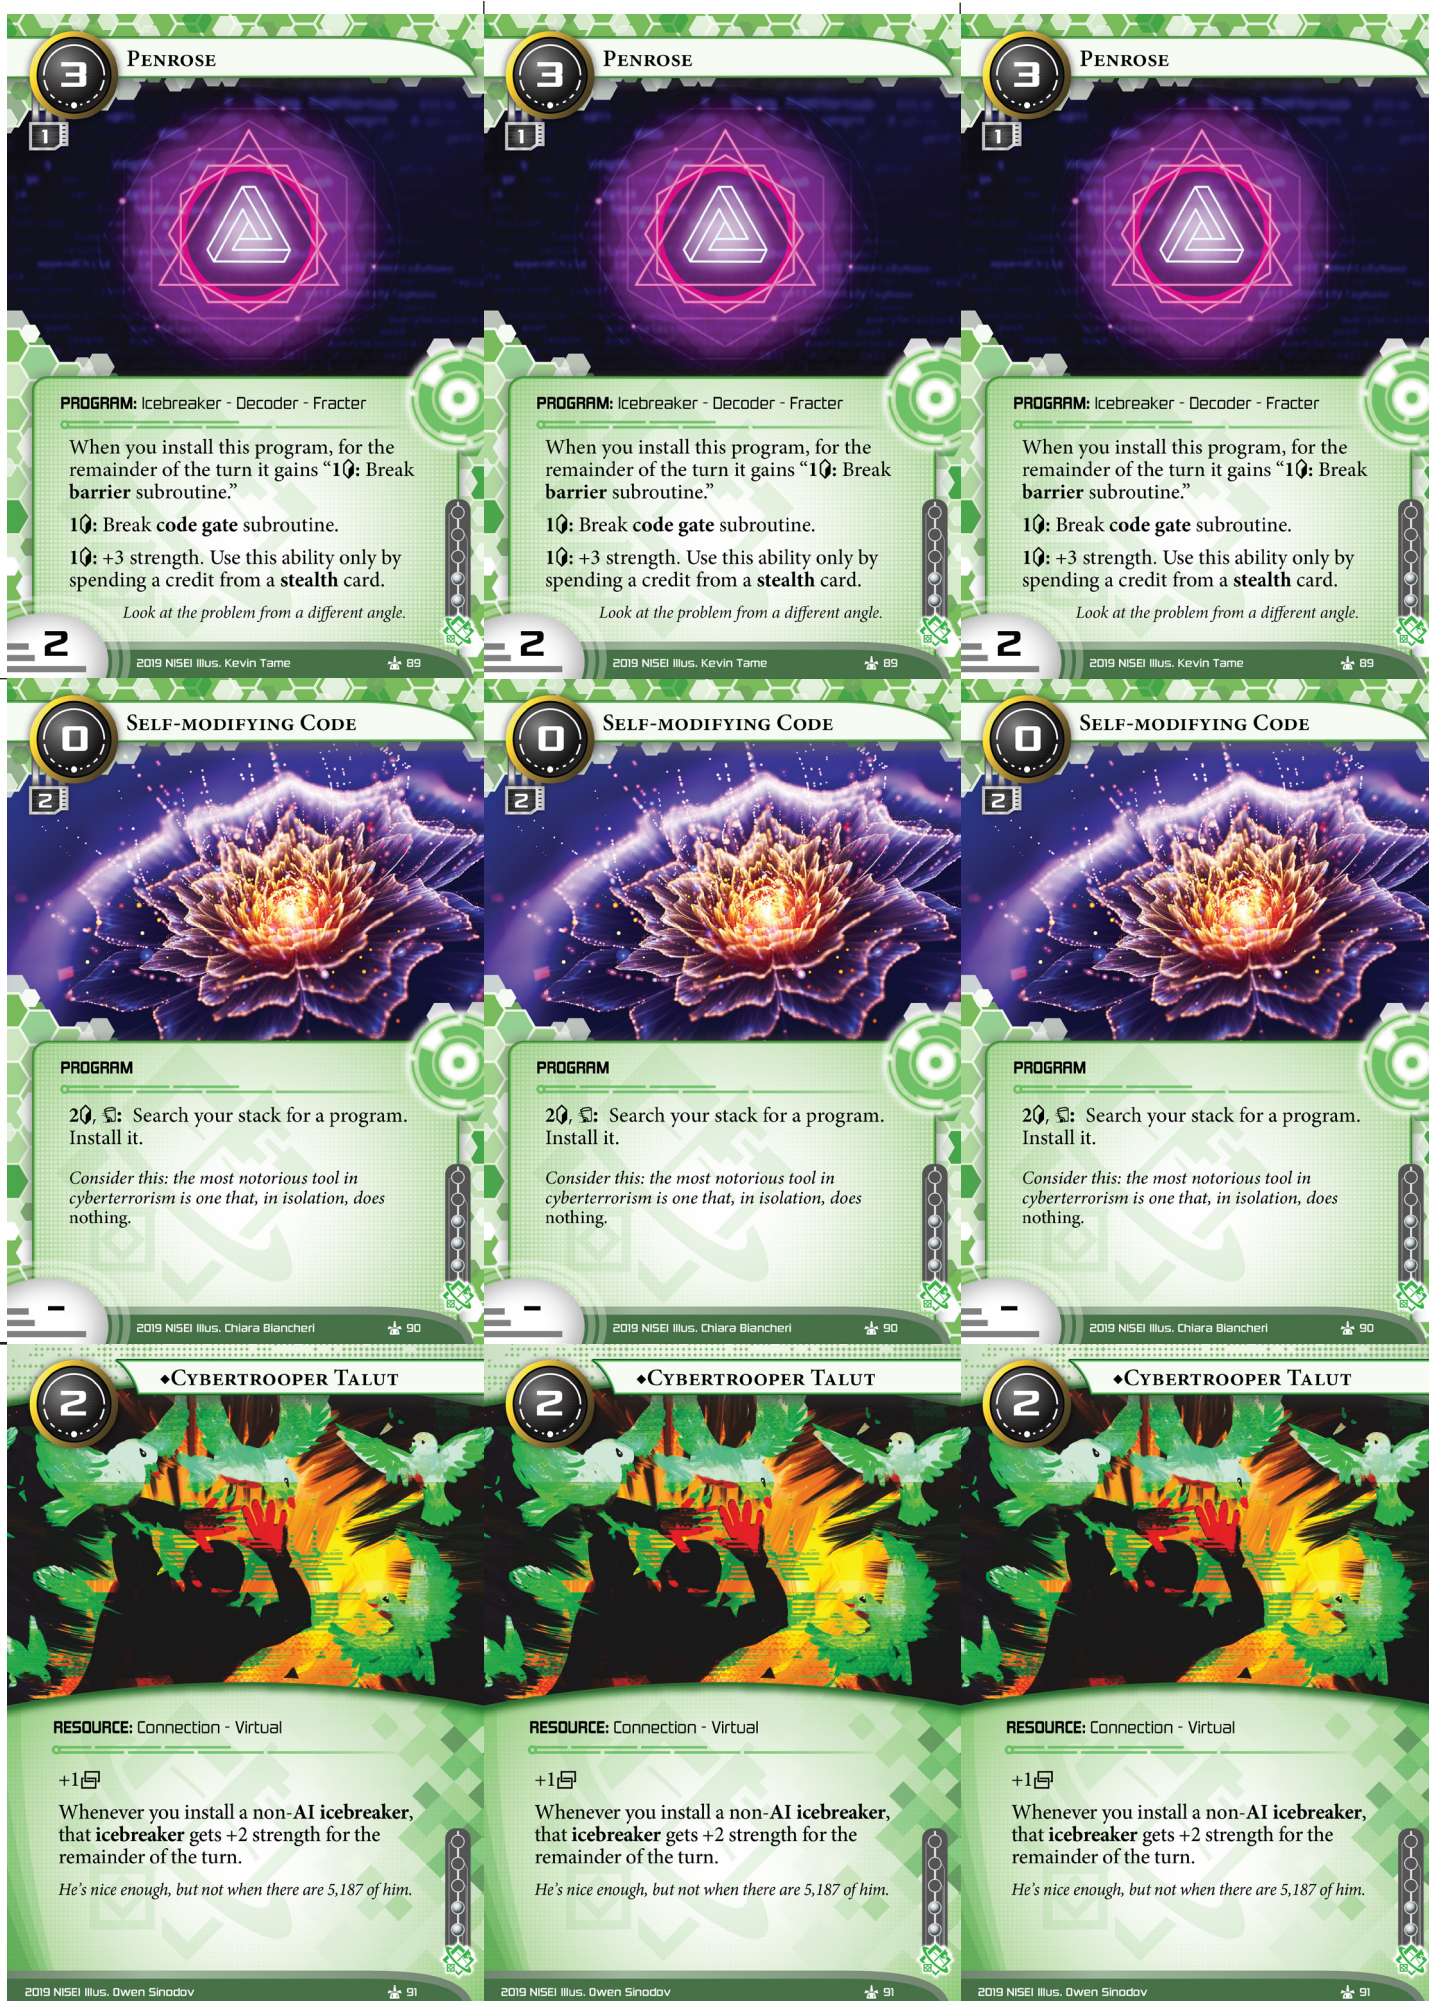 3
PENROSE
1
PROGRAM: Icebreaker - Decoder - Fracter
When you install this program, for the
remainder of the turn it gains “1: Break
barrier subroutine.”
1: Break code gate subroutine.
1: +3 strength. Use this ability only by
spending a credit from a stealth card.
Look at the problem from a different angle.
2
2019 NISEI Illus. Kevin Tame 89
3
PENROSE
1
PROGRAM: Icebreaker - Decoder - Fracter
When you install this program, for the
remainder of the turn it gains “1: Break
barrier subroutine.”
1: Break code gate subroutine.
1: +3 strength. Use this ability only by
spending a credit from a stealth card.
Look at the problem from a different angle.
2
2019 NISEI Illus. Kevin Tame 89
3
PENROSE
1
PROGRAM: Icebreaker - Decoder - Fracter
When you install this program, for the
remainder of the turn it gains “1: Break
barrier subroutine.”
1: Break code gate subroutine.
1: +3 strength. Use this ability only by
spending a credit from a stealth card.
Look at the problem from a different angle.
2
2019 NISEI Illus. Kevin Tame 89
0
SELF-MODIFYING CODE
2
PROGRAM
2, : Search your stack for a program.
Install it.
Consider this: the most notorious tool in
cyberterrorism is one that, in isolation, does
nothing.
-
2019 NISEI Illus. Chiara Biancheri 90
0
SELF-MODIFYING CODE
2
PROGRAM
2, : Search your stack for a program.
Install it.
Consider this: the most notorious tool in
cyberterrorism is one that, in isolation, does
nothing.
-
2019 NISEI Illus. Chiara Biancheri 90
0
SELF-MODIFYING CODE
2
PROGRAM
2, : Search your stack for a program.
Install it.
Consider this: the most notorious tool in
cyberterrorism is one that, in isolation, does
nothing.
-
2019 NISEI Illus. Chiara Biancheri 90
2
◆CYBERTROOPER TALUT
RESOURCE: Connection - Virtual
+1
Whenever you install a non-AI icebreaker,
that icebreaker gets +2 strength for the
remainder of the turn.
He’s nice enough, but not when there are 5,187 of him.
2019 NISEI Illus. Owen Sinodov 91
2
◆CYBERTROOPER TALUT
RESOURCE: Connection - Virtual
+1
Whenever you install a non-AI icebreaker,
that icebreaker gets +2 strength for the
remainder of the turn.
He’s nice enough, but not when there are 5,187 of him.
2019 NISEI Illus. Owen Sinodov 91
2
◆CYBERTROOPER TALUT
RESOURCE: Connection - Virtual
+1
Whenever you install a non-AI icebreaker,
that icebreaker gets +2 strength for the
remainder of the turn.
He’s nice enough, but not when there are 5,187 of him.
2019 NISEI Illus. Owen Sinodov 91